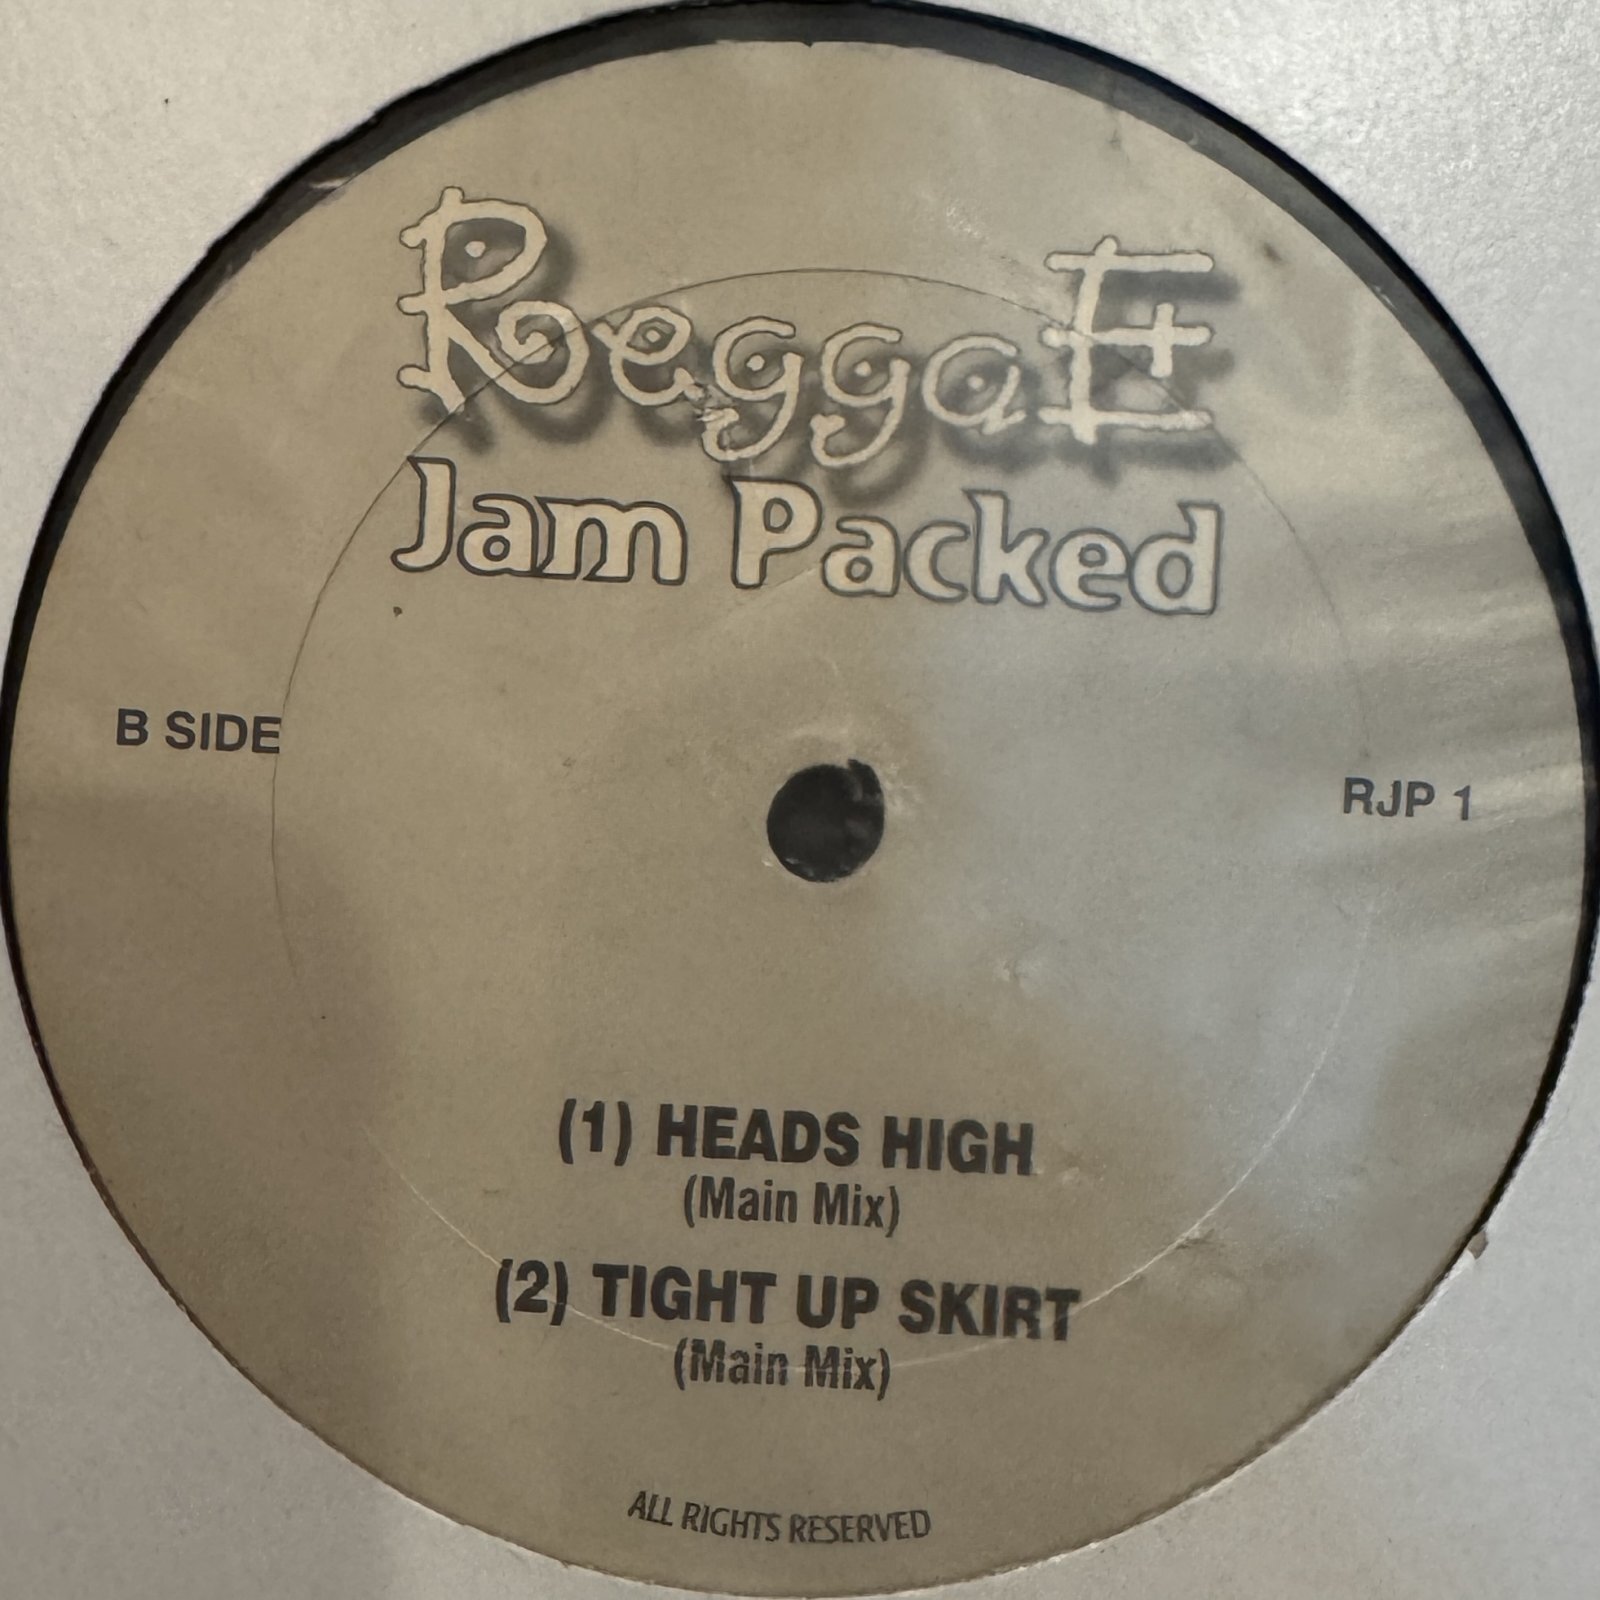 ReggaE
Jam Packed
B SIDE
RJP 1
(1) HEADS HIGH
(Main Mix)
(2) TIGHT UP SKIRT
(Main Mix)
ALL RIGHTS RESERVED